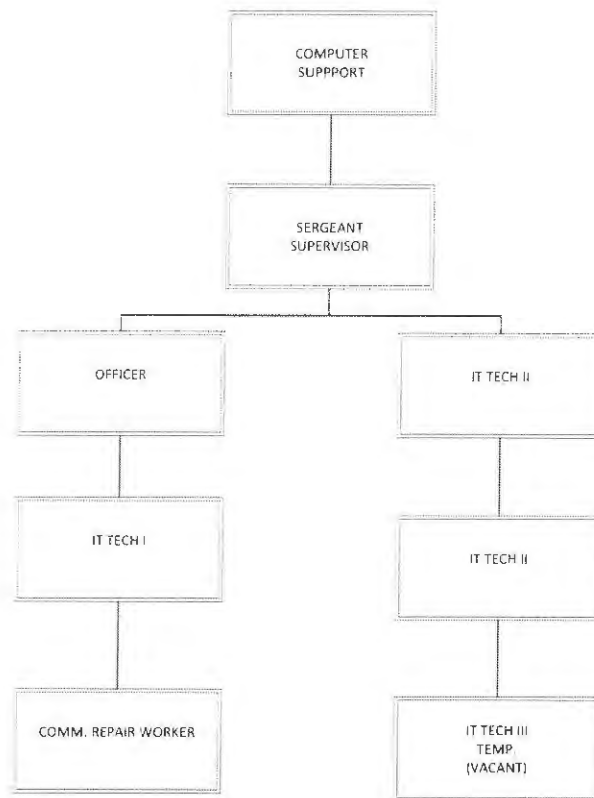 COMPUTER
SUPPPORT
SERGEANT
SUPERVISOR
OFFICER
IT TECH II
IT TECH I
IT TECH II
COMM. REPAIR WORKER
IT TECH III
TEMP.
(VACANT)